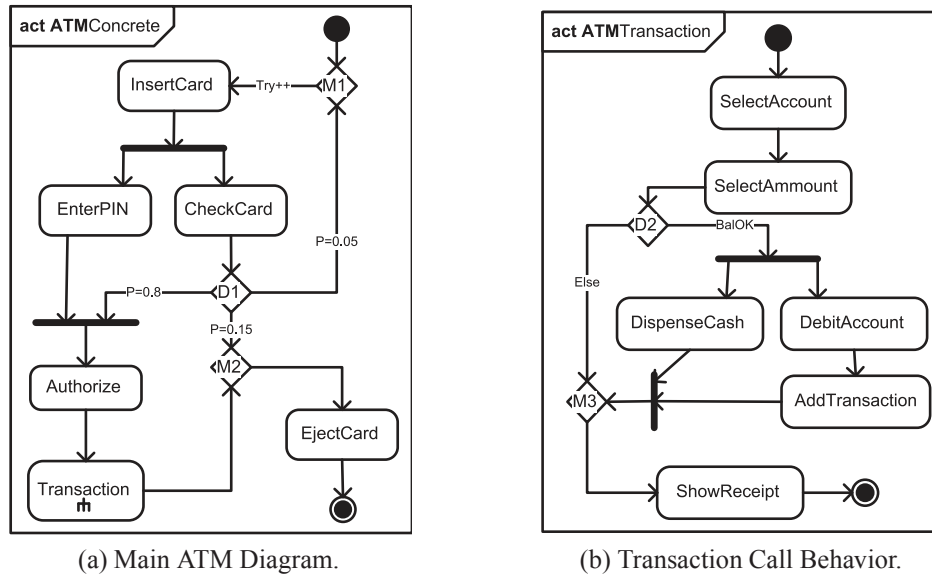 act ATMConcrete
InsertCard
Try++
M1
EnterPIN
CheckCard
P=0.05
P=0.8
D1
P=0.15
M2
Authorize
EjectCard
Transaction
(a) Main ATM Diagram.
act ATMTransaction
SelectAccount
SelectAmmount
D2
BalOK
Else
DispenseCash
DebitAccount
M3
AddTransaction
ShowReceipt
(b) Transaction Call Behavior.